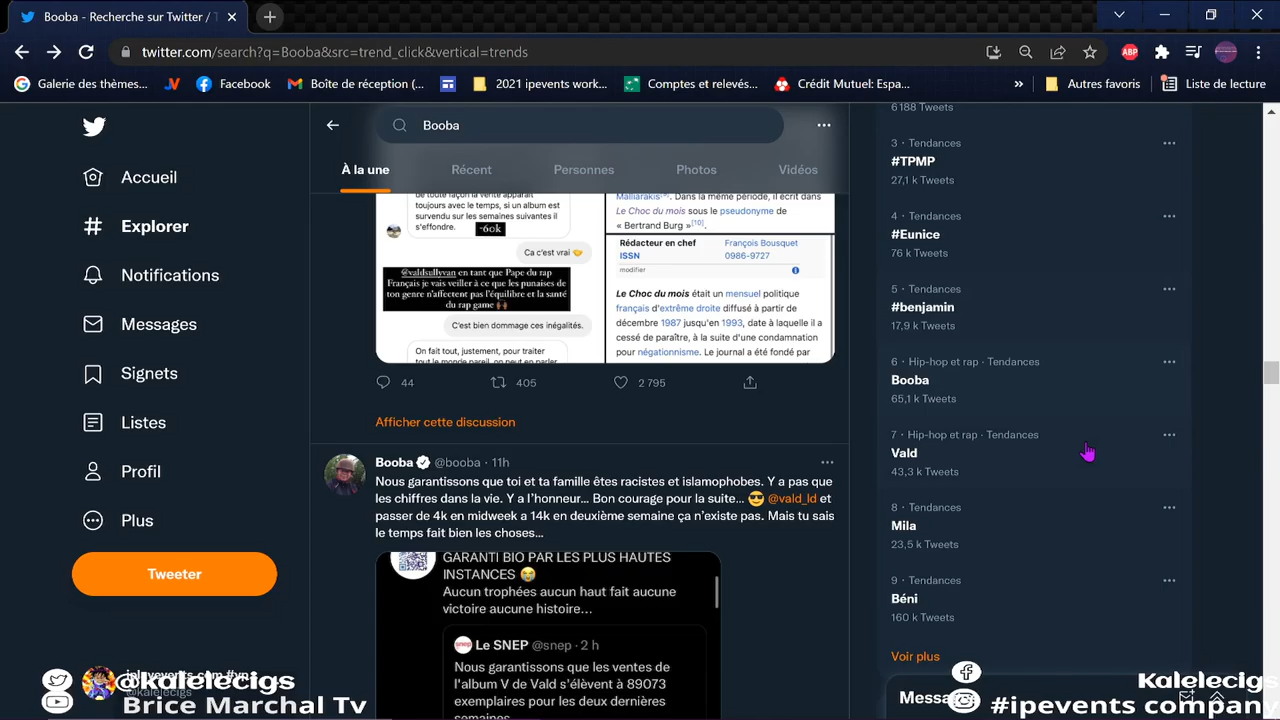 Booba - Recherche sur Twitter / T
twitter.com/search?q=Booba&src=trend_click&vertical=trends
ABP
Galerie des thèmes...
Facebook
Boîte de réception (...
2021 ipevents work...
Comptes et relevés...
Crédit Mutuel: Espa...
»
Autres favoris
Liste de lecture
Accueil
Explorer
Notifications
Messages
Signets
Listes
Profil
Plus
Tweeter
@kalelecigs
@kalelecigs
Brice Marchal Tv
Booba
À la une
Récent
Personnes
Photos
Vidéos
de toute façon la vente apparaît
toujours avec le temps, si un album est
survendu sur les semaines suivantes il
s'effondre.
-60k
Ca c'est vrai
@valdsullyvan en tant que Pape du rap
Français je vais veiller à ce que les punaises de
ton genre n'affectent pas l'équilibre et la santé
du rap game
C'est bien dommage ces inégalités.
On fait tout, justement, pour traiter
tout le monde pareil, on peut en parler
Malliarakis. Dans la même période, il écrit dans
Le Choc du mois sous le pseudonyme de
« Bertrand Burg »[10].
Rédacteur en chef François Bousquet
ISSN 0986-9727
modifier
Le Choc du mois était un mensuel politique
français d'extrême droite diffusé à partir de
décembre 1987 jusqu'en 1993, date à laquelle il a
cessé de paraître, à la suite d'une condamnation
pour négationnisme. Le journal a été fondé par
44
405
2 795
Afficher cette discussion
Booba @booba · 11h
Nous garantissons que toi et ta famille êtes racistes et islamophobes. Y a pas que
les chiffres dans la vie. Y a l'honneur... Bon courage pour la suite... 😎 @vald_ld et
passer de 4k en midweek a 14k en deuxième semaine ça n'existe pas. Mais tu sais
le temps fait bien les choses...
GARANTI BIO PAR LES PLUS HAUTES
INSTANCES 😭
Aucun trophées aucun haut fait aucune
victoire aucune histoire...
snep
Le SNEP @snep · 2 h
Nous garantissons que les ventes de
l'album V de Vald s'élèvent à 89073
exemplaires pour les deux dernières
semaines
6 188 Tweets
3 · Tendances
#TPMP
27,1 k Tweets
4 · Tendances
#Eunice
76 k Tweets
5 · Tendances
#benjamin
17,9 k Tweets
6 · Hip-hop et rap · Tendances
Booba
65,1 k Tweets
7 · Hip-hop et rap · Tendances
Vald
43,3 k Tweets
8 · Tendances
Mila
23,5 k Tweets
9 · Tendances
Béni
160 k Tweets
Voir plus
Kalelecigs
#ipevents company